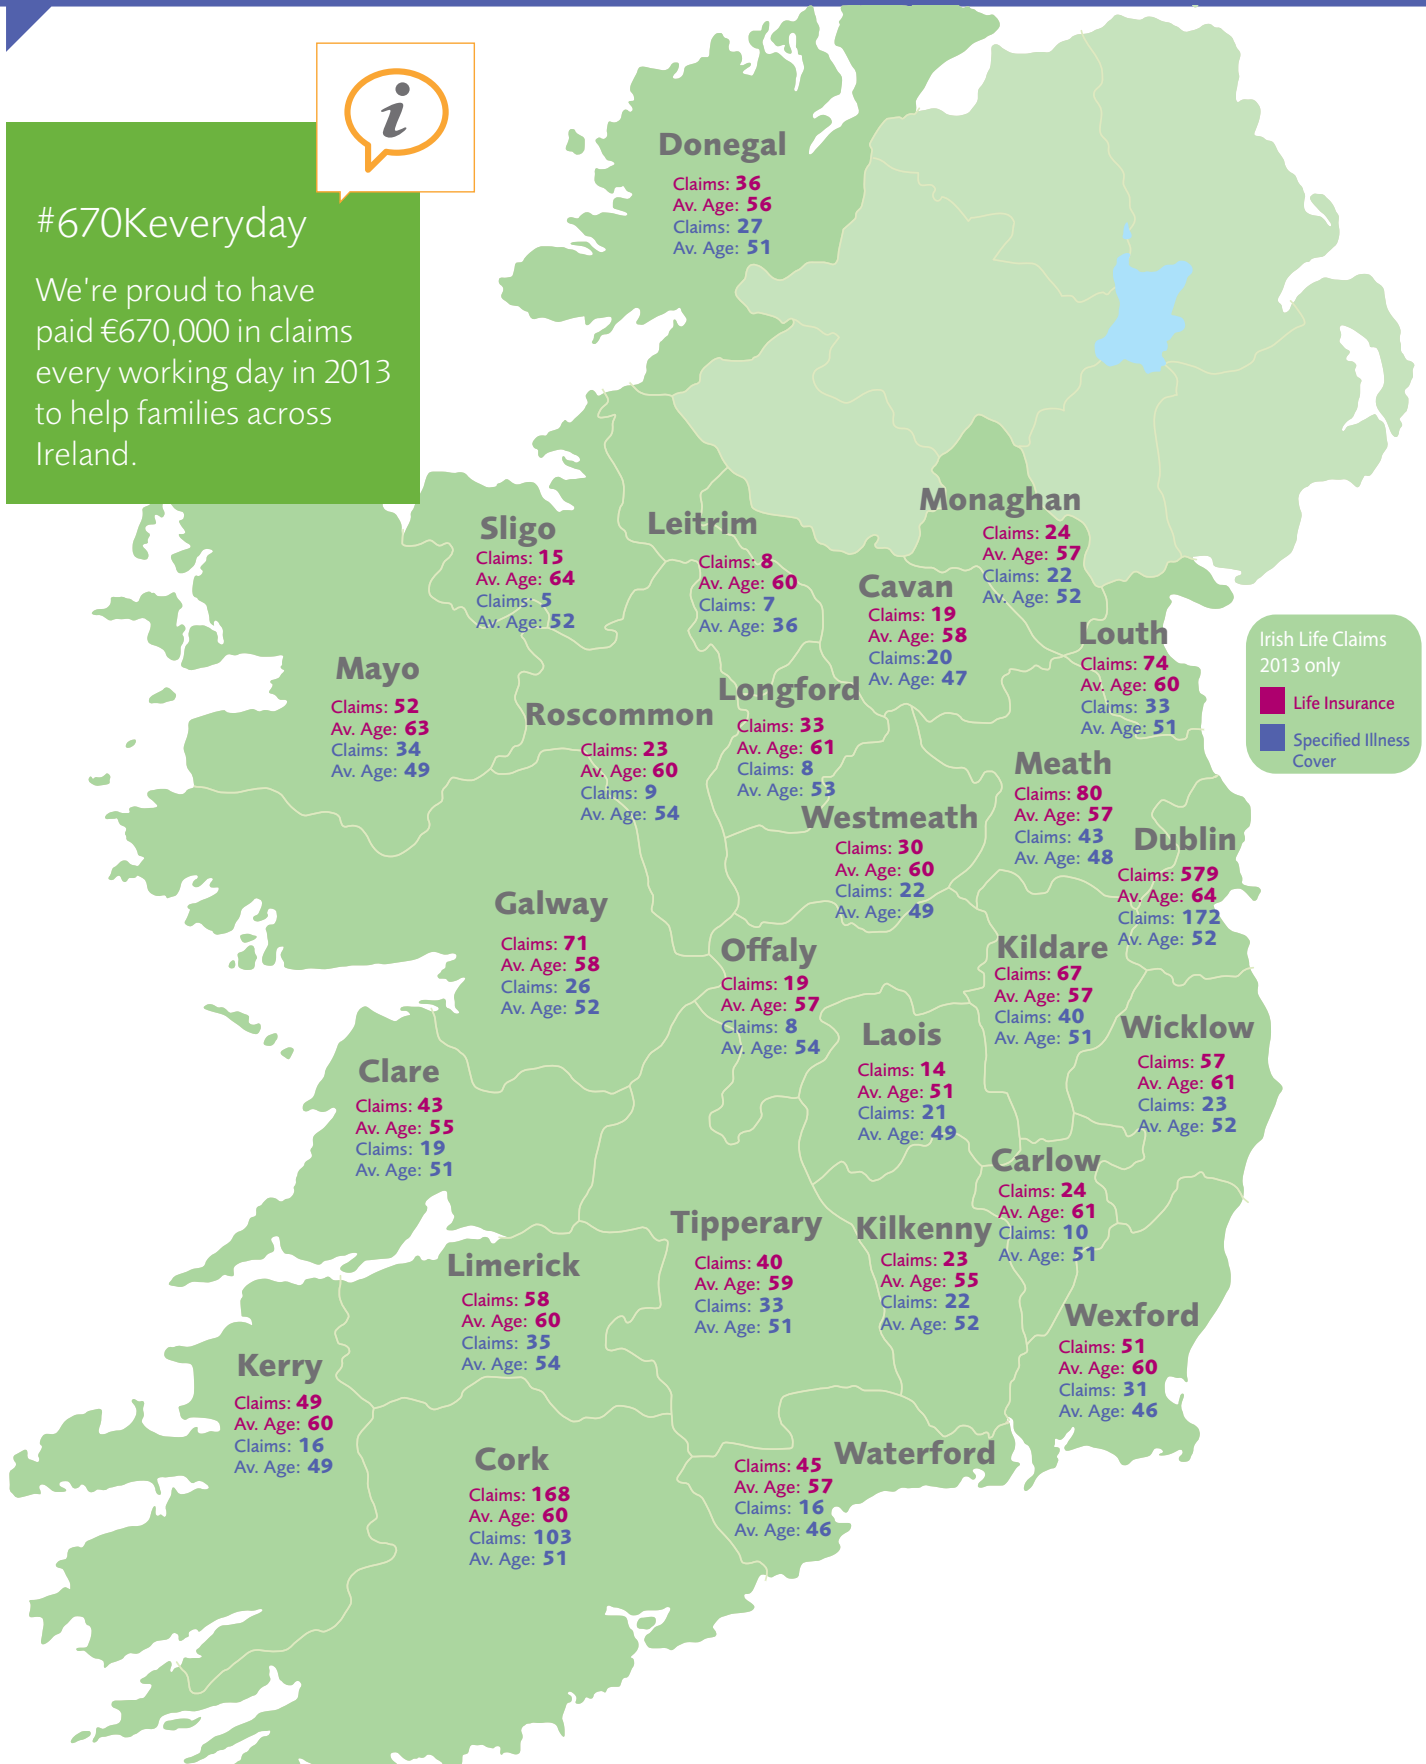 i
#670Keveryday
We're proud to have
paid €670,000 in claims
every working day in 2013
to help families across
Ireland.
Donegal
Claims: 36
Av. Age: 56
Claims: 27
Av. Age: 51
Monaghan
Claims: 24
Av. Age: 57
Claims: 22
Av. Age: 52
Sligo
Claims: 15
Av. Age: 64
Claims: 5
Av. Age: 52
Leitrim
Claims: 8
Av. Age: 60
Claims: 7
Av. Age: 36
Cavan
Claims: 19
Av. Age: 58
Claims:20
Av. Age: 47
Louth
Claims: 74
Av. Age: 60
Claims: 33
Av. Age: 51
Irish Life Claims
2013 only
Life Insurance
Specified Illness
Cover
Mayo
Claims: 52
Av. Age: 63
Claims: 34
Av. Age: 49
Roscommon
Claims: 23
Av. Age: 60
Claims: 9
Av. Age: 54
Longford
Claims: 33
Av. Age: 61
Claims: 8
Av. Age: 53
Meath
Claims: 80
Av. Age: 57
Claims: 43
Av. Age: 48
Westmeath
Claims: 30
Av. Age: 60
Claims: 22
Av. Age: 49
Dublin
Claims: 579
Av. Age: 64
Claims: 172
Av. Age: 52
Galway
Claims: 71
Av. Age: 58
Claims: 26
Av. Age: 52
Offaly
Claims: 19
Av. Age: 57
Claims: 8
Av. Age: 54
Kildare
Claims: 67
Av. Age: 57
Claims: 40
Av. Age: 51
Laois
Claims: 14
Av. Age: 51
Claims: 21
Av. Age: 49
Wicklow
Claims: 57
Av. Age: 61
Claims: 23
Av. Age: 52
Clare
Claims: 43
Av. Age: 55
Claims: 19
Av. Age: 51
Carlow
Claims: 24
Av. Age: 61
Claims: 10
Av. Age: 51
Tipperary
Claims: 40
Av. Age: 59
Claims: 33
Av. Age: 51
Kilkenny
Claims: 23
Av. Age: 55
Claims: 22
Av. Age: 52
Limerick
Claims: 58
Av. Age: 60
Claims: 35
Av. Age: 54
Wexford
Claims: 51
Av. Age: 60
Claims: 31
Av. Age: 46
Kerry
Claims: 49
Av. Age: 60
Claims: 16
Av. Age: 49
Cork
Claims: 168
Av. Age: 60
Claims: 103
Av. Age: 51
Waterford
Claims: 45
Av. Age: 57
Claims: 16
Av. Age: 46